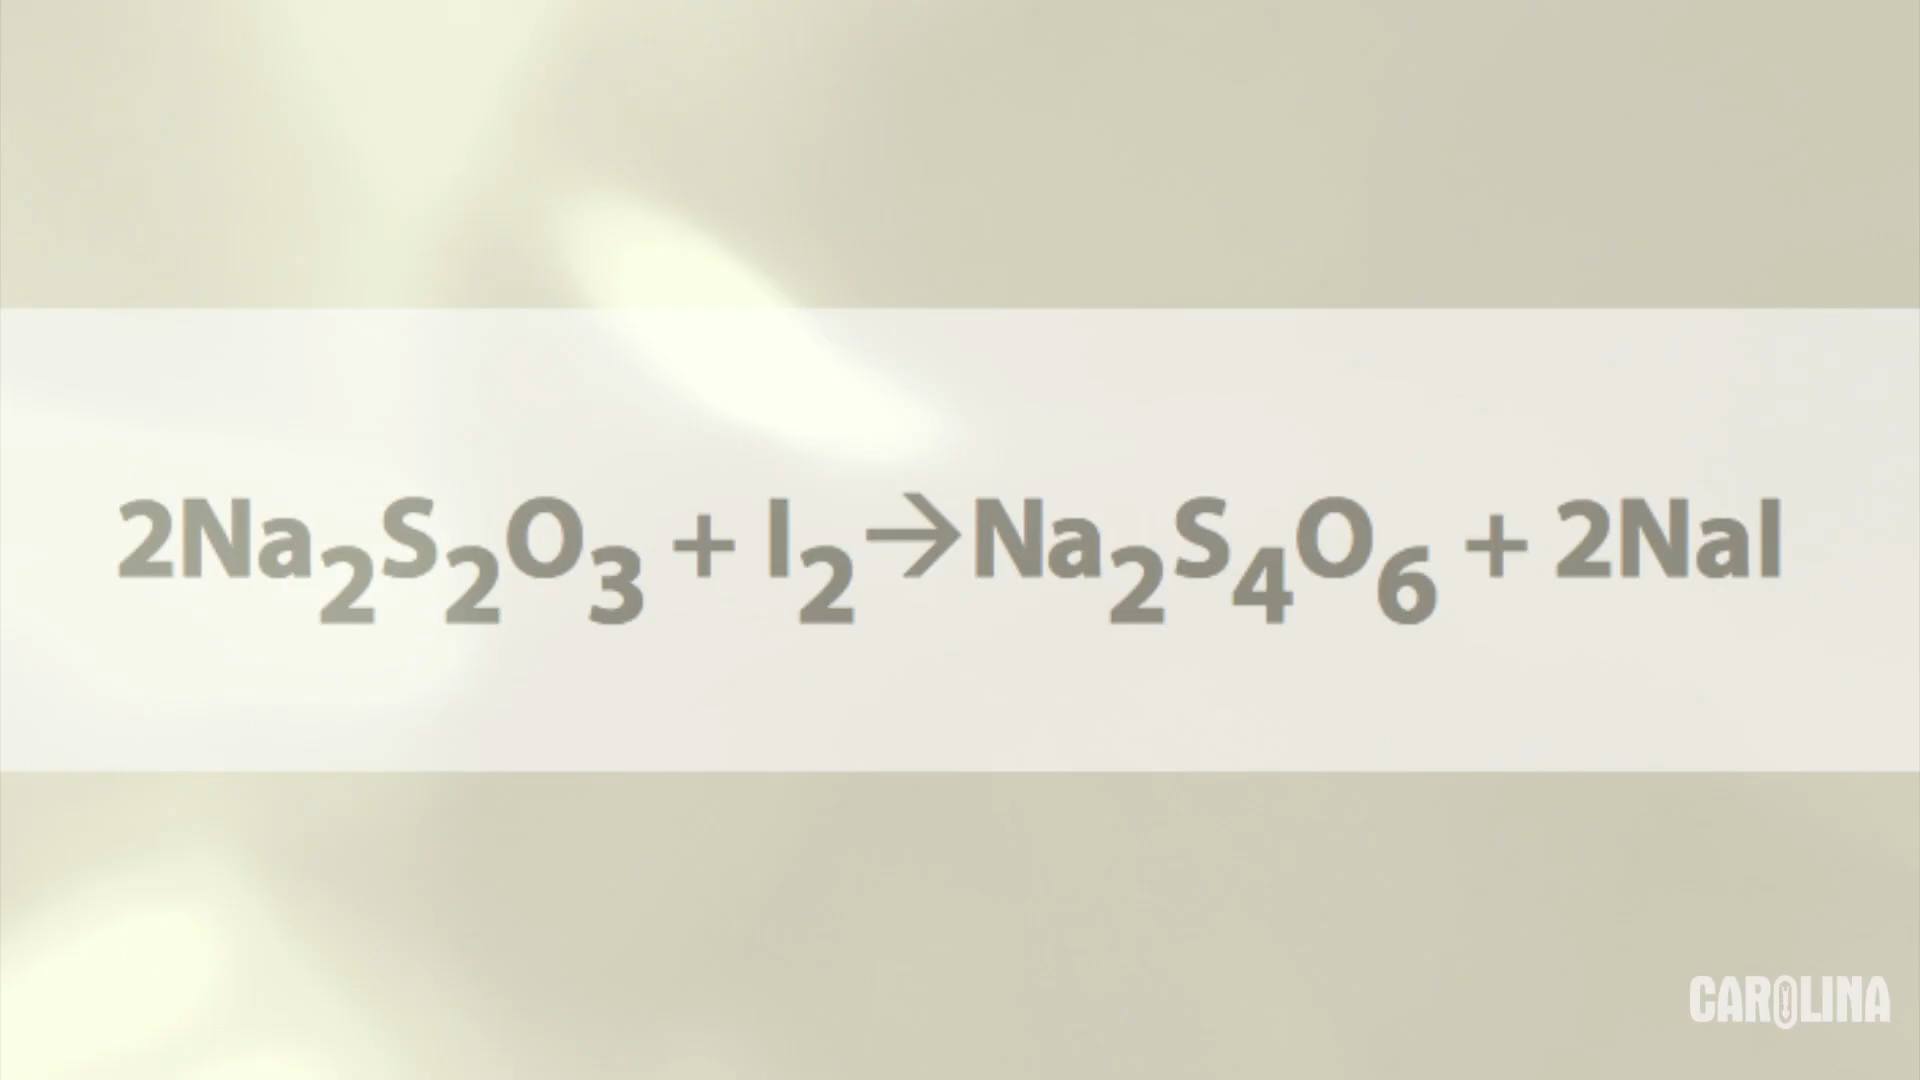 2Na₂S₂O₃ + I₂→Na₂S₄O₆ + 2NaI
CAROLINA